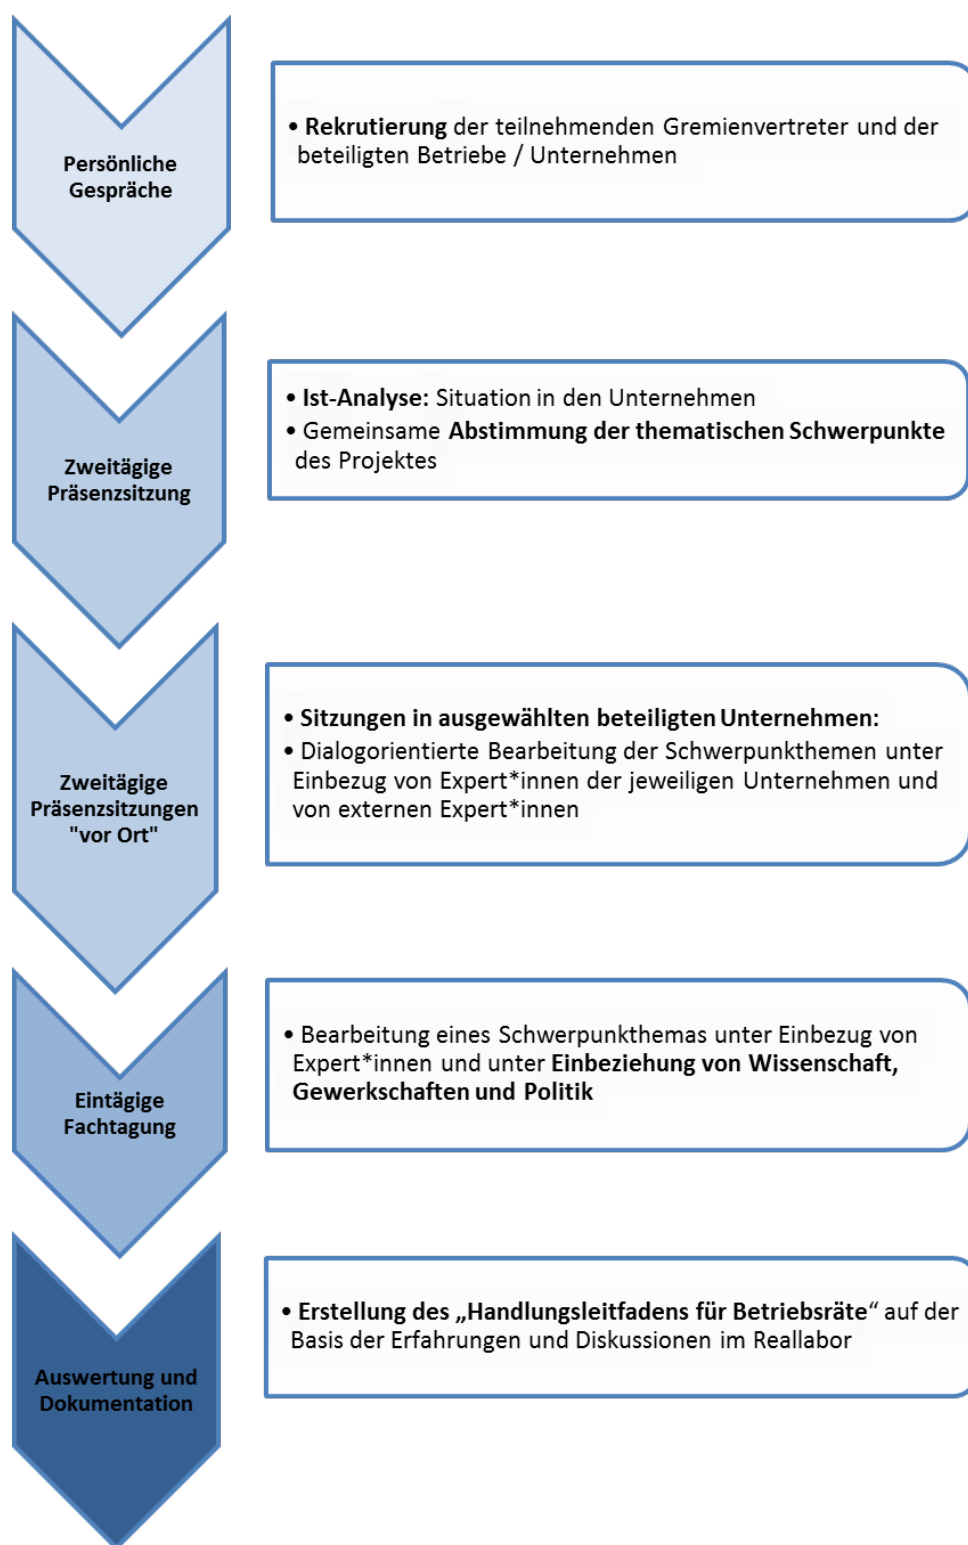 Persönliche
Gespräche
• Rekrutierung der teilnehmenden Gremienvertreter und der
beteiligten Betriebe / Unternehmen
Zweitägige
Präsenzsitzung
• Ist-Analyse: Situation in den Unternehmen
• Gemeinsame Abstimmung der thematischen Schwerpunkte
des Projektes
Zweitägige
Präsenzsitzungen
"vor Ort"
• Sitzungen in ausgewählten beteiligten Unternehmen:
• Dialogorientierte Bearbeitung der Schwerpunkthemen unter
Einbezug von Expert*innen der jeweiligen Unternehmen und
von externen Expert*innen
Eintägige
Fachtagung
• Bearbeitung eines Schwerpunkthemas unter Einbezug von
Expert*innen und unter Einbeziehung von Wissenschaft,
Gewerkschaften und Politik
Auswertung und
Dokumentation
• Erstellung des „Handlungsleitfadens für Betriebsräte“ auf der
Basis der Erfahrungen und Diskussionen im Reallabor